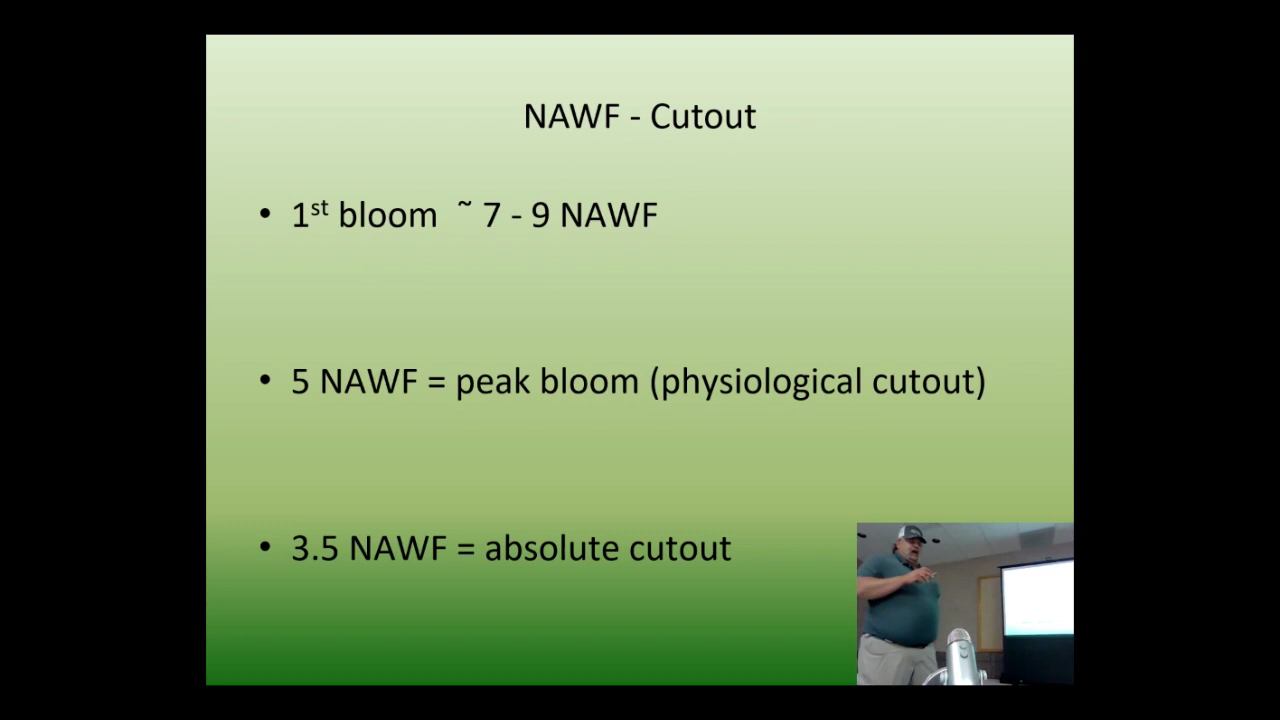 NAWF - Cutout
• 1st bloom ~ 7 - 9 NAWF
• 5 NAWF = peak bloom (physiological cutout)
• 3.5 NAWF = absolute cutout